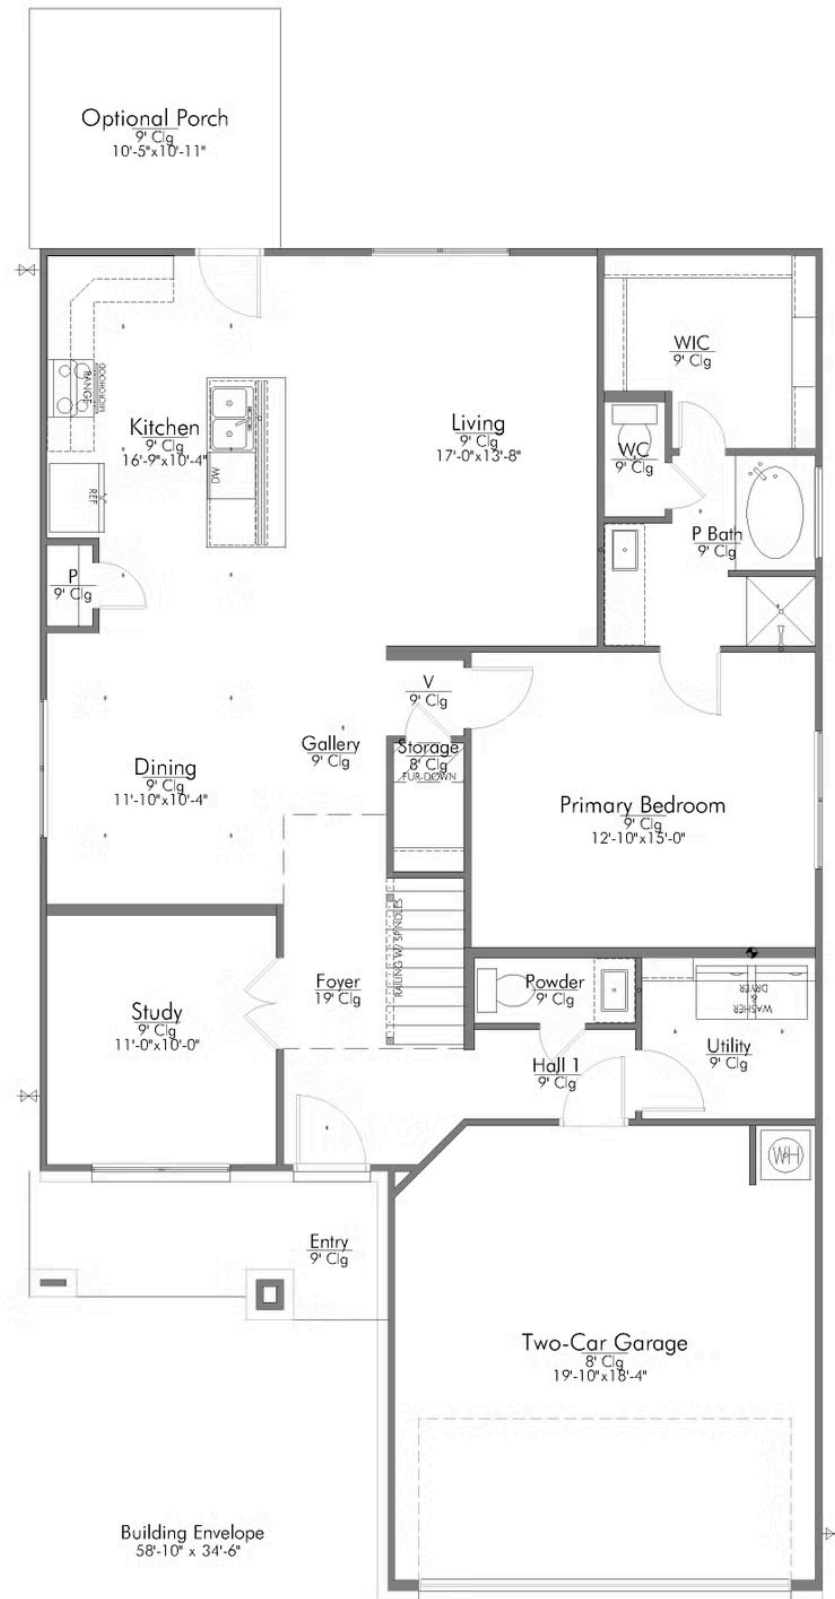 Optional Porch
9' Clg
10'-5"x10'-11"
WIC
9' Clg
RANGE
MICROHOOD
Kitchen
9' Clg
16'-9"x10'-4"
Living
9' Clg
17'-0"x13'-8"
WC
9' Clg
DW
REF
P Bath
9' Clg
P
9' Clg
V
9' Clg
Gallery
9' Clg
Storage
8' Clg
FUR-DOWN
Dining
9' Clg
11'-10"x10'-4"
Primary Bedroom
9' Clg
12'-10"x15'-0"
RAILING W/ SPINDLES
Foyer
19' Clg
Powder
9' Clg
WASHER
&
DRYER
Study
9' Clg
11'-0"x10'-0"
Hall 1
9' Clg
Utility
9' Clg
WH
Entry
9' Clg
Two-Car Garage
8' Clg
19'-10"x18'-4"
Building Envelope
58'-10" x 34'-6"